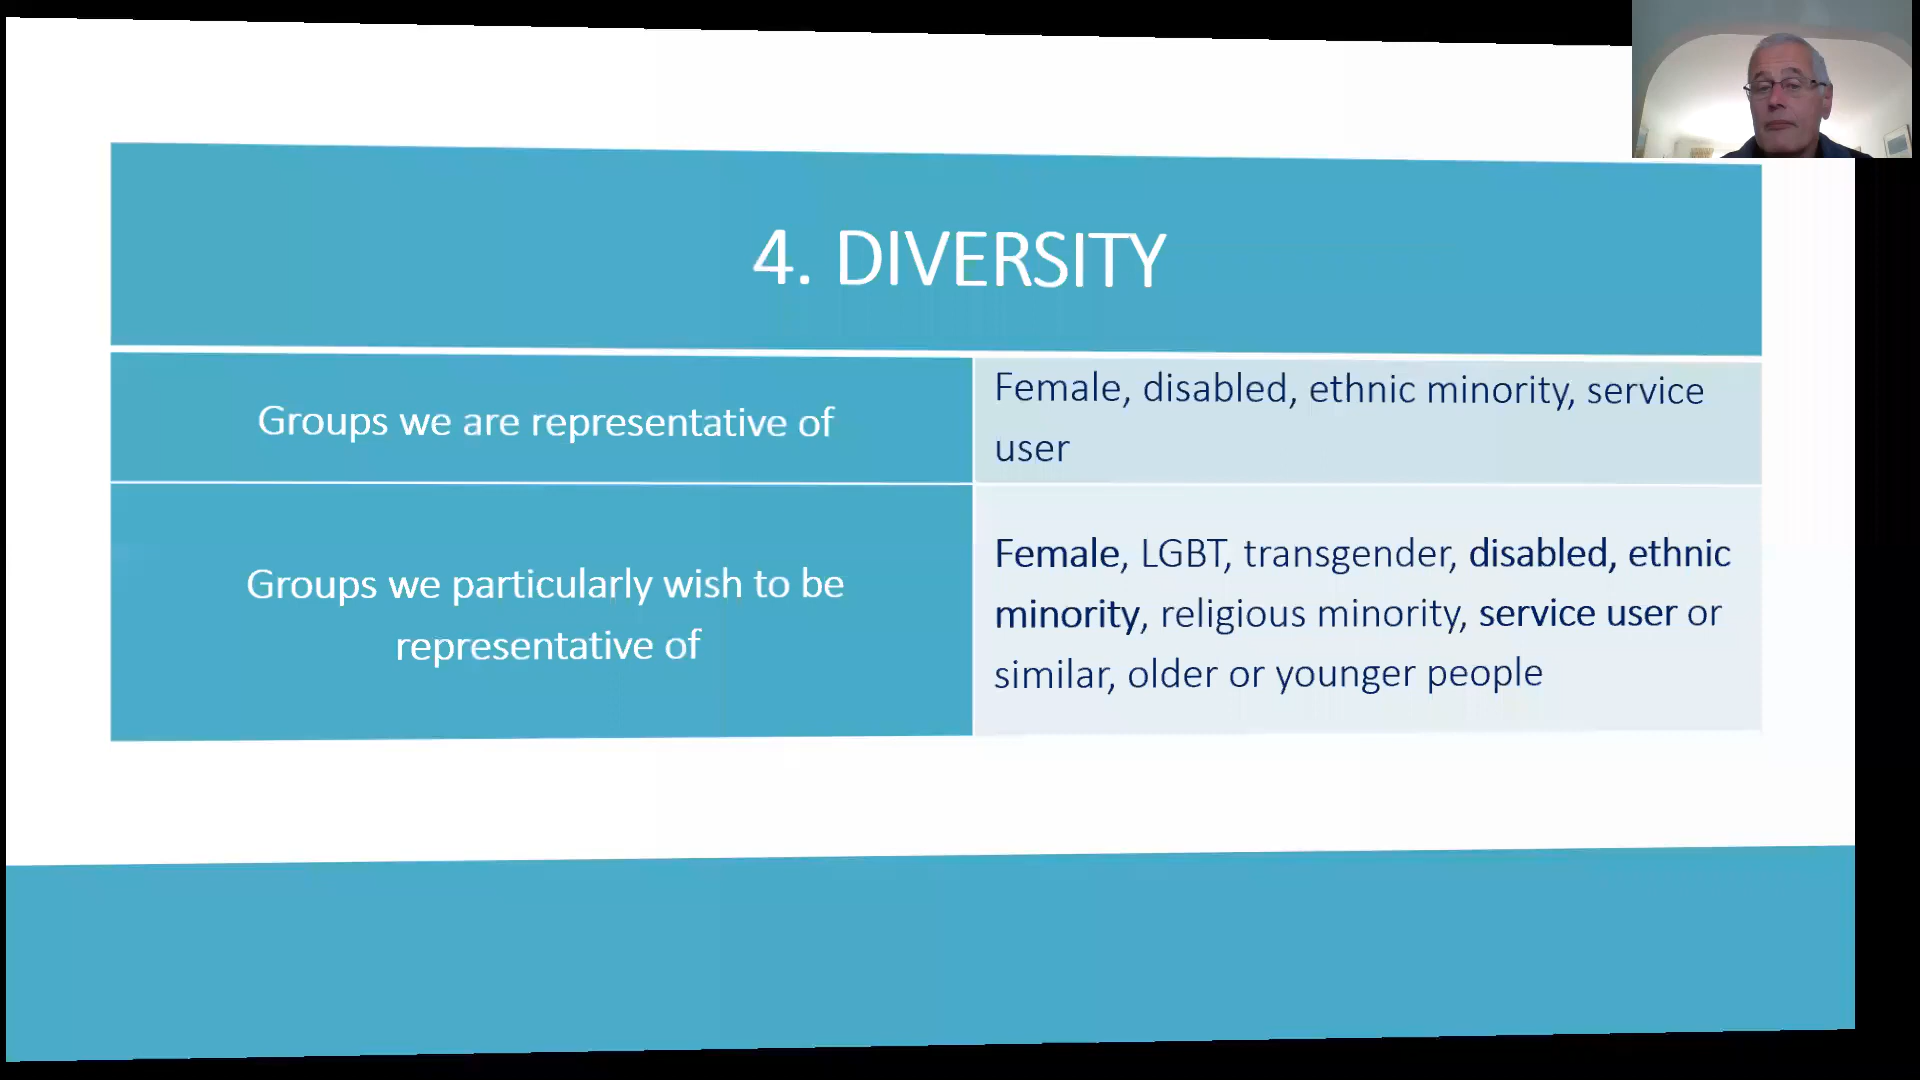 4. DIVERSITY
Groups we are representative of
Female, disabled, ethnic minority, service
user
Groups we particularly wish to be
representative of
Female, LGBT, transgender, disabled, ethnic
minority, religious minority, service user or
similar, older or younger people